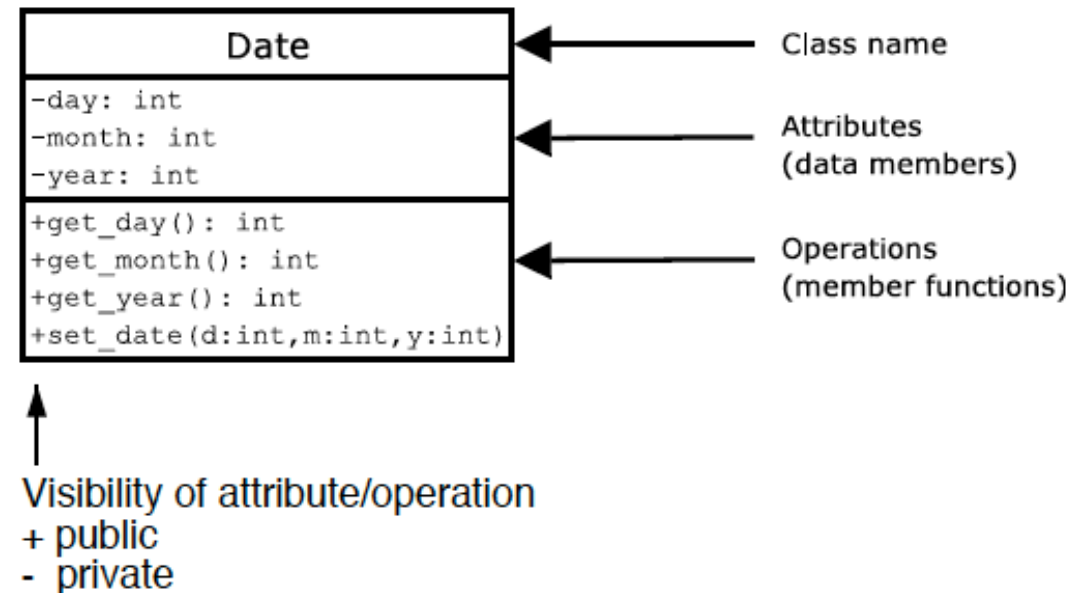 Date
-day: int
-month: int
-year: int
+get_day(): int
+get_month(): int
+get_year(): int
+set_date(d:int,m:int,y:int)
Class name
Attributes
(data members)
Operations
(member functions)
Visibility of attribute/operation
+ public
- private